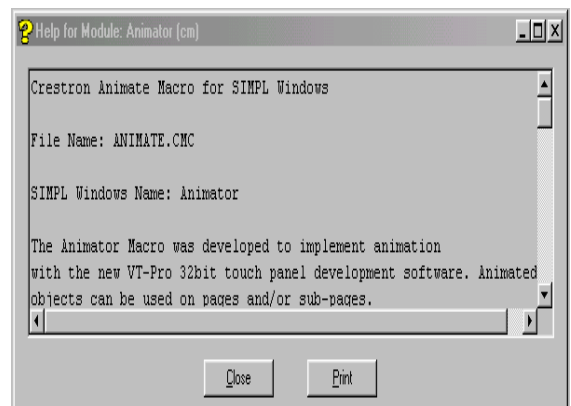 Help for Module: Animator (cm)
Crestron Animate Macro for SIMPL Windows
File Name: ANIMATE.CMC
SIMPL Windows Name: Animator
The Animator Macro was developed to implement animation
with the new VT-Pro 32bit touch panel development software. Animated
objects can be used on pages and/or sub-pages.
Close
Print